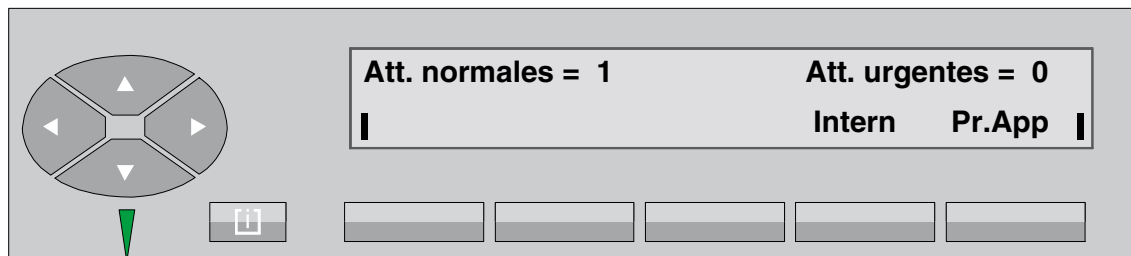 Att. normales = 1 Att. urgentes = 0
Intern Pr.App
[i]